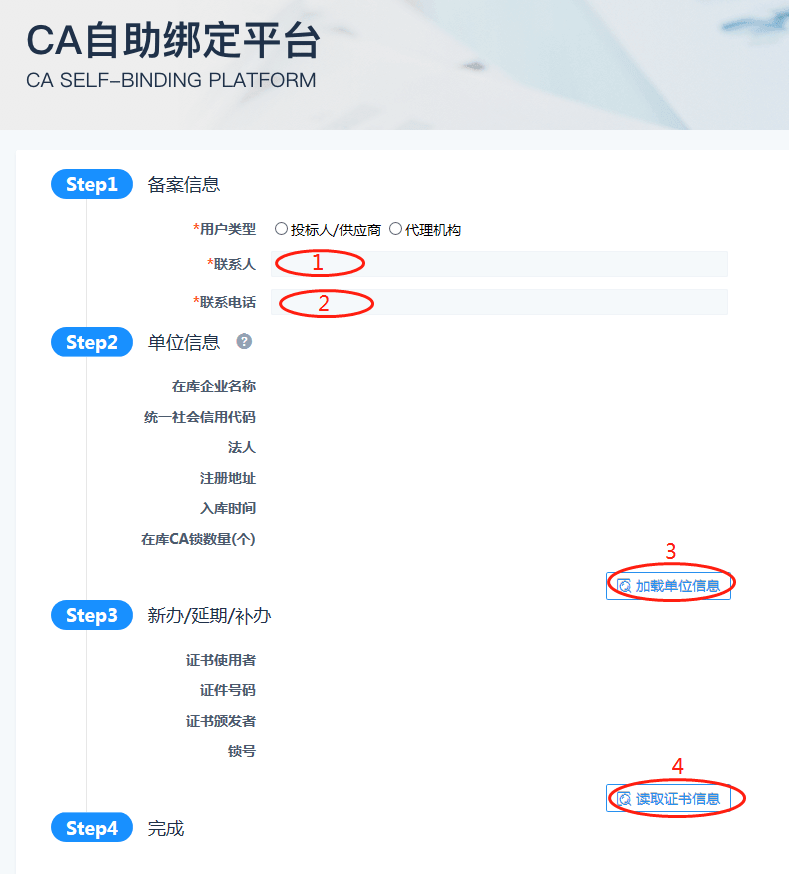 CA自助绑定平台
CA SELF-BINDING PLATFORM
Step1 备案信息
*用户类型 投标人/供应商 代理机构
*联系人 1
*联系电话 2
Step2 单位信息 ?
在库企业名称
统一社会信用代码
法人
注册地址
入库时间
在库CA锁数量(个)
3
加载单位信息
Step3 新办/延期/补办
证书使用者
证件号码
证书颁发者
锁号
4
读取证书信息
Step4 完成